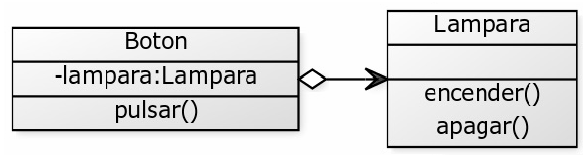 Boton
-lampara:Lampara
pulsar()
Lampara
encender()
apagar()